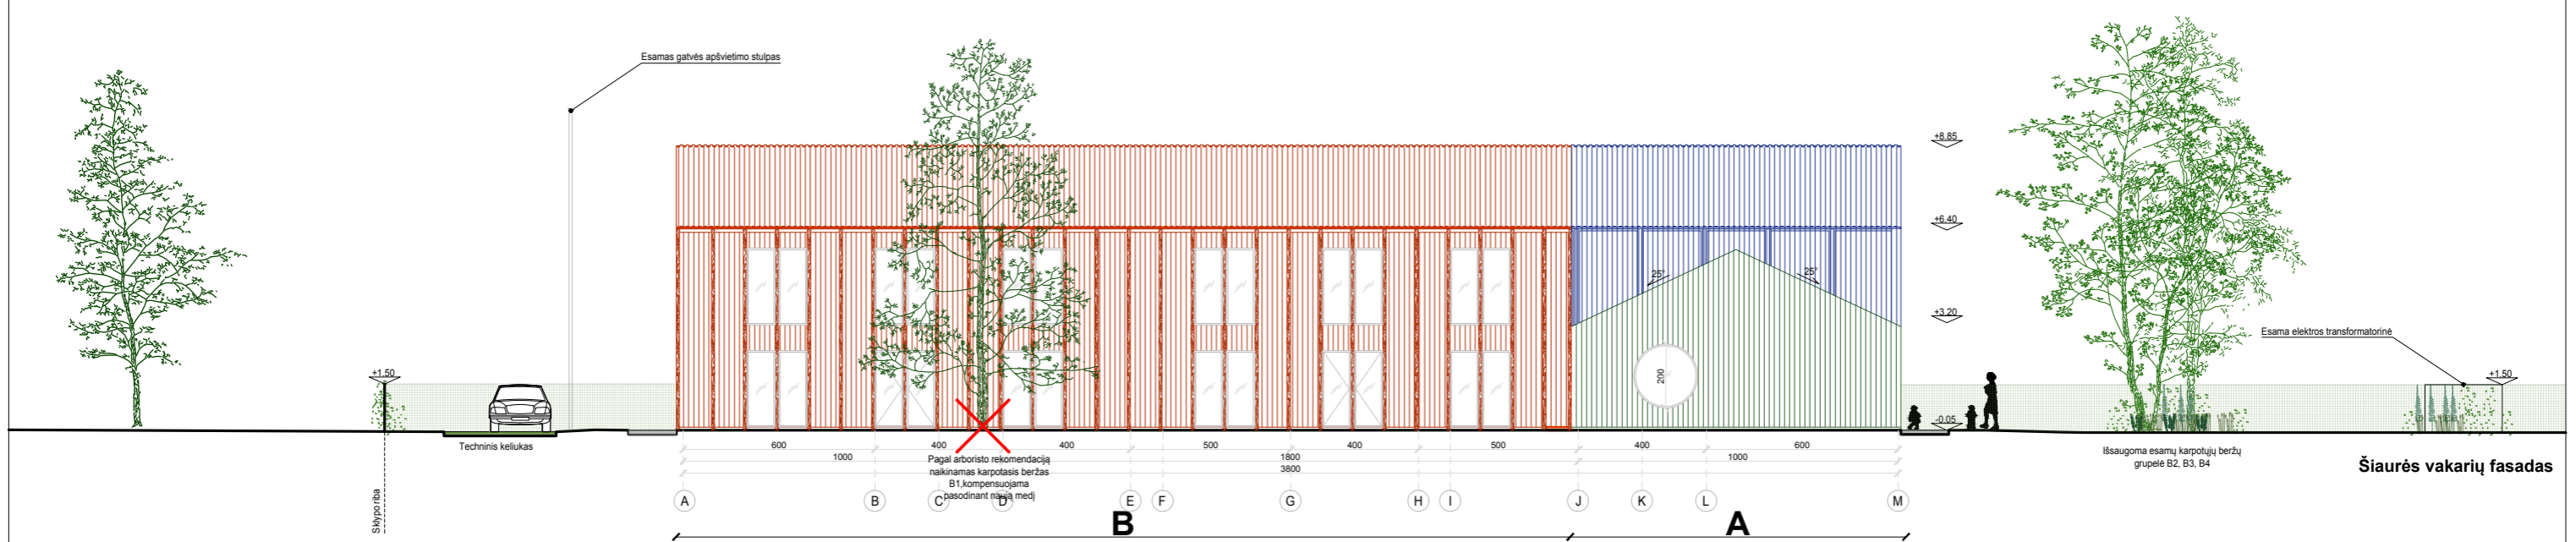 Esamas gatvės apšvietimo stulpas
+8.85
+6.40
25°
25°
+3.20
Esama elektros transformatorinė
+1.50
+1.50
200
-0.05
Techninis keliukas
600
400
400
500
400
500
400
600
1000
1800
1000
3800
Pagal arboristo rekomendaciją
naikinamas karpotasis beržas
B1,kompensuojama
pasodinant naują medį
Išsaugoma esamų karpotųjų beržų
grupelė B2, B3, B4
Šiaurės vakarių fasadas
Sklypo riba
A
B
C
D
E
F
G
H
I
J
K
L
M
B
A